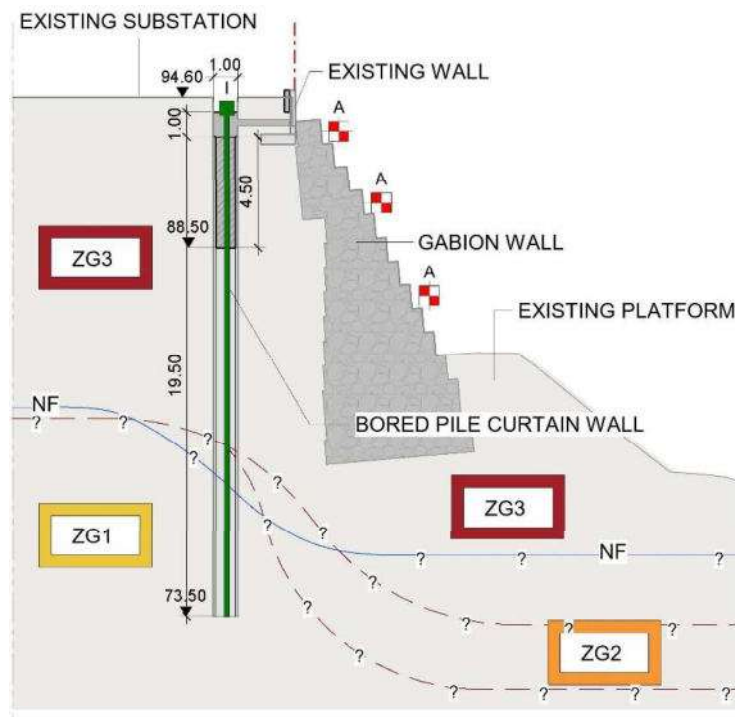 EXISTING SUBSTATION
1.00
94.60
EXISTING WALL
A
1.00
A
4.50
88.50
ZG3
GABION WALL
A
EXISTING PLATFORM
19.50
NF
? ? ? ? ? ?
BORED PILE CURTAIN WALL
ZG3
ZG1
? ? ? ? ? ?
NF
73.50
? ? ? ? ? ?
ZG2
? ? ? ? ?